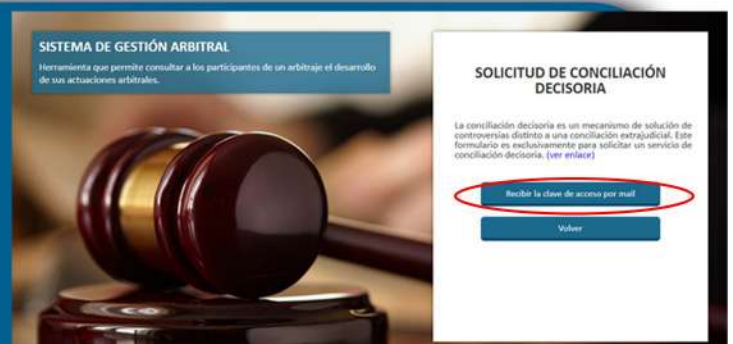 SISTEMA DE GESTIÓN ARBITRAL
Herramienta que permite consultar a los participantes de un arbitraje el desarrollo
de sus actuaciones arbitrales.
SOLICITUD DE CONCILIACIÓN
DECISORIA
La conciliación decisoria es un mecanismo de solución de
controversias distinto a una conciliación extrajudicial. Este
formulario es exclusivamente para solicitar un servicio de
conciliación decisoria. (ver enlace)
Recibir la clave de acceso por mail
Volver